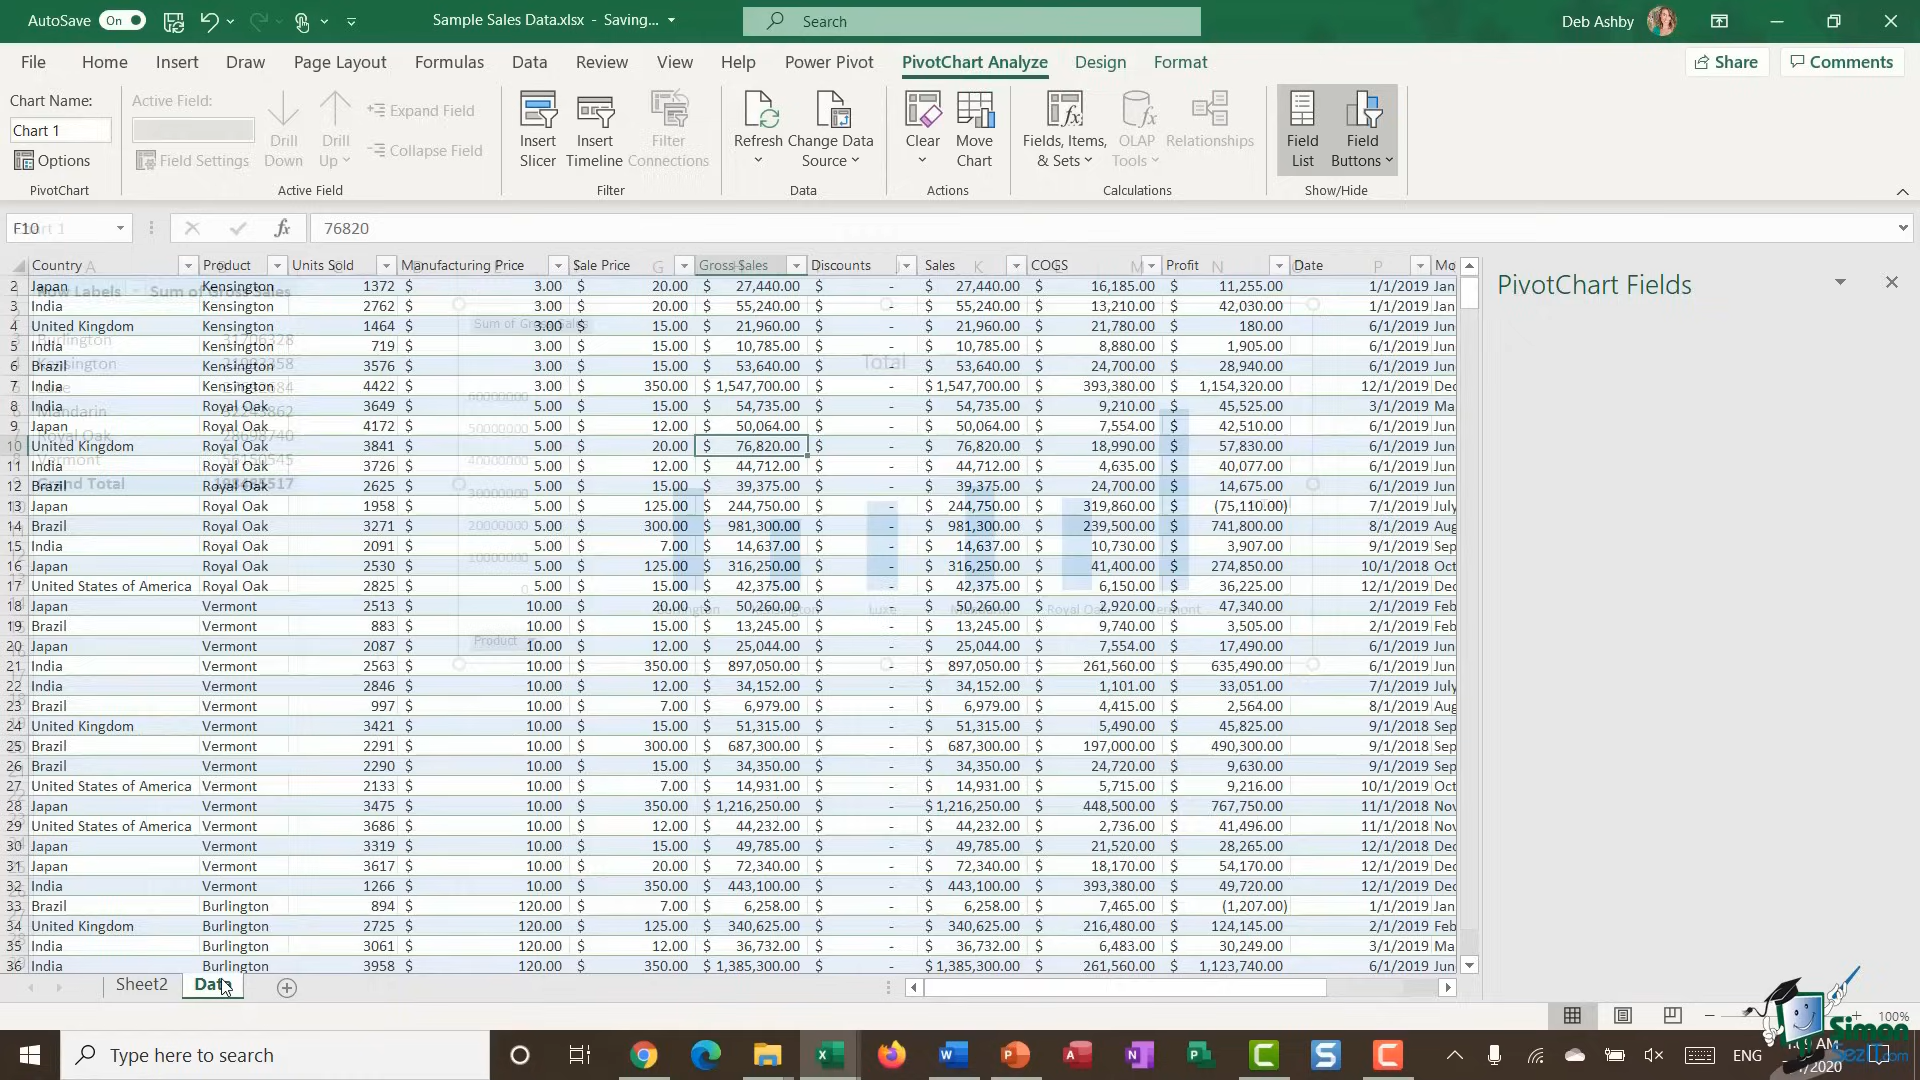 AutoSave On Sample Sales Data.xlsx - Saving... Search Deb Ashby
File Home Insert Draw Page Layout Formulas Data Review View Help Power Pivot PivotChart Analyze Design Format Share Comments
Chart Name: Active Field: Expand Field
Chart 1 Drill Down Drill Up Insert Slicer Insert Timeline Filter Connections Refresh Change Data Source Clear Move Chart Fields, Items, & Sets OLAP Tools Relationships Field List Field Buttons
Options Field Settings Collapse Field
PivotChart Active Field Filter Data Actions Calculations Show/Hide
F10 fx 76820
Country Product Units Sold Manufacturing Price Sale Price Gross Sales Discounts Sales COGS Profit Date Mo
2 Japan Kensington 1372 $ 3.00 $ 20.00 $ 27,440.00 $ - $ 27,440.00 $ 16,185.00 $ 11,255.00 1/1/2019 Jan
3 India Kensington 2762 $ 3.00 $ 20.00 $ 55,240.00 $ - $ 55,240.00 $ 13,210.00 $ 42,030.00 1/1/2019 Jan
4 United Kingdom Kensington 1464 $ 3.00 $ 15.00 $ 21,960.00 $ - $ 21,960.00 $ 21,780.00 $ 180.00 6/1/2019 Jun
5 India Kensington 719 $ 3.00 $ 15.00 $ 10,785.00 $ - $ 10,785.00 $ 8,880.00 $ 1,905.00 6/1/2019 Jun
6 Brazil Kensington 3576 $ 3.00 $ 15.00 $ 53,640.00 $ - $ 53,640.00 $ 24,700.00 $ 28,940.00 6/1/2019 Jun
7 India Kensington 4422 $ 3.00 $ 350.00 $ 1,547,700.00 $ - $ 1,547,700.00 $ 393,380.00 $ 1,154,320.00 12/1/2019 Dec
8 India Royal Oak 3649 $ 5.00 $ 15.00 $ 54,735.00 $ - $ 54,735.00 $ 9,210.00 $ 45,525.00 3/1/2019 Ma
9 Japan Royal Oak 4172 $ 5.00 $ 12.00 $ 50,064.00 $ - $ 50,064.00 $ 7,554.00 $ 42,510.00 6/1/2019 Jun
10 United Kingdom Royal Oak 3841 $ 5.00 $ 20.00 $ 76,820.00 $ - $ 76,820.00 $ 18,990.00 $ 57,830.00 6/1/2019 Jun
11 India Royal Oak 3726 $ 5.00 $ 12.00 $ 44,712.00 $ - $ 44,712.00 $ 4,635.00 $ 40,077.00 6/1/2019 Jun
12 Brazil Royal Oak 2625 $ 5.00 $ 15.00 $ 39,375.00 $ - $ 39,375.00 $ 24,700.00 $ 14,675.00 6/1/2019 Jun
13 Japan Royal Oak 1958 $ 5.00 $ 125.00 $ 244,750.00 $ - $ 244,750.00 $ 319,860.00 $ (75,110.00) 7/1/2019 July
14 Brazil Royal Oak 3271 $ 5.00 $ 300.00 $ 981,300.00 $ - $ 981,300.00 $ 239,500.00 $ 741,800.00 8/1/2019 Aug
15 India Royal Oak 2091 $ 5.00 $ 7.00 $ 14,637.00 $ - $ 14,637.00 $ 10,730.00 $ 3,907.00 9/1/2019 Sep
16 Japan Royal Oak 2530 $ 5.00 $ 125.00 $ 316,250.00 $ - $ 316,250.00 $ 41,400.00 $ 274,850.00 10/1/2018 Oct
17 United States of America Royal Oak 2825 $ 5.00 $ 15.00 $ 42,375.00 $ - $ 42,375.00 $ 6,150.00 $ 36,225.00 12/1/2019 Dec
18 Japan Vermont 2513 $ 10.00 $ 20.00 $ 50,260.00 $ - $ 50,260.00 $ 2,920.00 $ 47,340.00 2/1/2019 Feb
19 Brazil Vermont 883 $ 10.00 $ 15.00 $ 13,245.00 $ - $ 13,245.00 $ 9,740.00 $ 3,505.00 2/1/2019 Feb
20 Japan Vermont 2087 $ 10.00 $ 12.00 $ 25,044.00 $ - $ 25,044.00 $ 7,554.00 $ 17,490.00 6/1/2019 Jun
21 India Vermont 2563 $ 10.00 $ 350.00 $ 897,050.00 $ - $ 897,050.00 $ 261,560.00 $ 635,490.00 6/1/2019 Jun
22 India Vermont 2846 $ 10.00 $ 12.00 $ 34,152.00 $ - $ 34,152.00 $ 1,101.00 $ 33,051.00 7/1/2019 July
23 Brazil Vermont 997 $ 10.00 $ 7.00 $ 6,979.00 $ - $ 6,979.00 $ 4,415.00 $ 2,564.00 8/1/2019 Aug
24 United Kingdom Vermont 3421 $ 10.00 $ 15.00 $ 51,315.00 $ - $ 51,315.00 $ 5,490.00 $ 45,825.00 9/1/2018 Sep
25 Brazil Vermont 2291 $ 10.00 $ 300.00 $ 687,300.00 $ - $ 687,300.00 $ 197,000.00 $ 490,300.00 9/1/2018 Sep
26 Brazil Vermont 2290 $ 10.00 $ 15.00 $ 34,350.00 $ - $ 34,350.00 $ 24,720.00 $ 9,630.00 9/1/2019 Sep
27 United States of America Vermont 2133 $ 10.00 $ 7.00 $ 14,931.00 $ - $ 14,931.00 $ 5,715.00 $ 9,216.00 10/1/2019 Oct
28 Japan Vermont 3475 $ 10.00 $ 350.00 $ 1,216,250.00 $ - $ 1,216,250.00 $ 448,500.00 $ 767,750.00 11/1/2018 Nov
29 United States of America Vermont 3686 $ 10.00 $ 12.00 $ 44,232.00 $ - $ 44,232.00 $ 2,736.00 $ 41,496.00 11/1/2018 Nov
30 Japan Vermont 3319 $ 10.00 $ 15.00 $ 49,785.00 $ - $ 49,785.00 $ 21,520.00 $ 28,265.00 12/1/2018 Dec
31 Japan Vermont 3617 $ 10.00 $ 20.00 $ 72,340.00 $ - $ 72,340.00 $ 18,170.00 $ 54,170.00 12/1/2019 Dec
32 India Vermont 1266 $ 10.00 $ 350.00 $ 443,100.00 $ - $ 443,100.00 $ 393,380.00 $ 49,720.00 12/1/2019 Dec
33 Brazil Burlington 894 $ 120.00 $ 7.00 $ 6,258.00 $ - $ 6,258.00 $ 7,465.00 $ (1,207.00) 1/1/2019 Jan
34 United Kingdom Burlington 2725 $ 120.00 $ 125.00 $ 340,625.00 $ - $ 340,625.00 $ 216,480.00 $ 124,145.00 2/1/2019 Feb
35 India Burlington 3061 $ 120.00 $ 12.00 $ 36,732.00 $ - $ 36,732.00 $ 6,483.00 $ 30,249.00 3/1/2019 Ma
36 India Burlington 3958 $ 120.00 $ 350.00 $ 1,385,300.00 $ - $ 1,385,300.00 $ 261,560.00 $ 1,123,740.00 6/1/2019 Jun
Row Labels Sum of Gross Sales
Grand Total
Sum of Gross Sales
Total
60000000
50000000
40000000
30000000
20000000
10000000
0
Luxe Royal Oak Vermont
Product
PivotChart Fields
Sheet2 Data
100%
Type here to search ENG
Simon SezIT.com